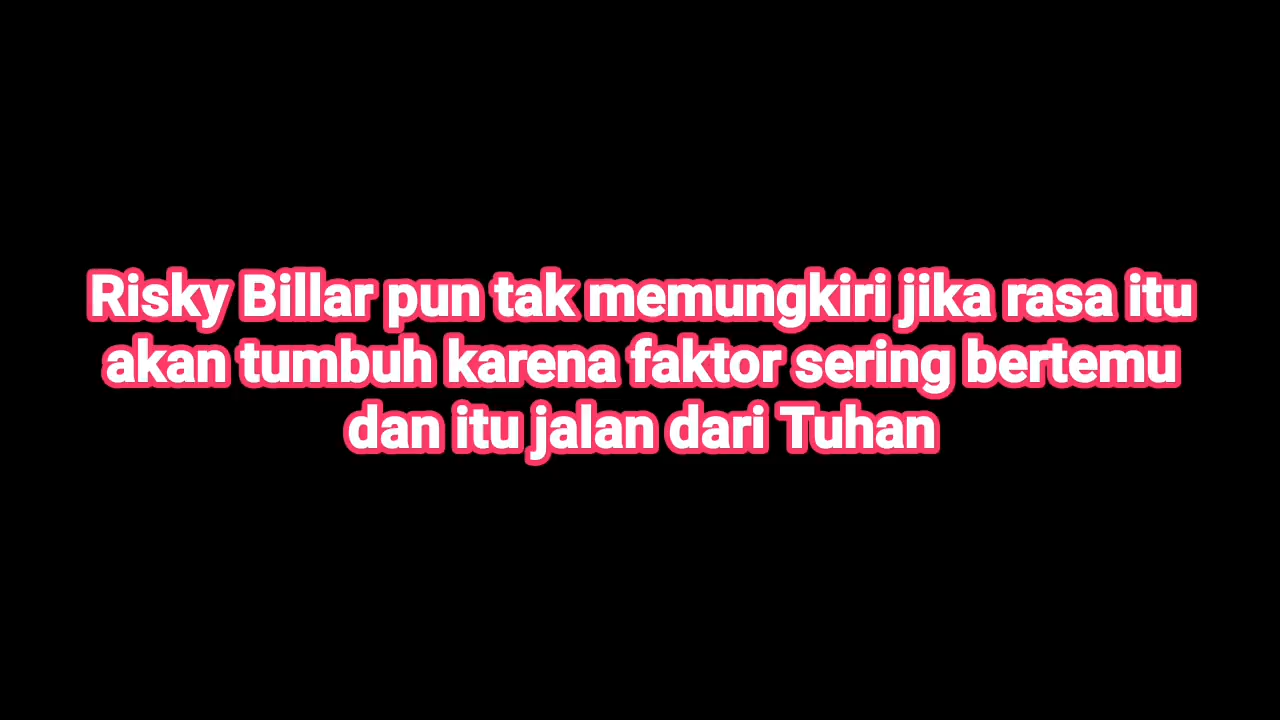 Risky Billar pun tak memungkiri jika rasa itu
akan tumbuh karena faktor sering bertemu
dan itu jalan dari Tuhan